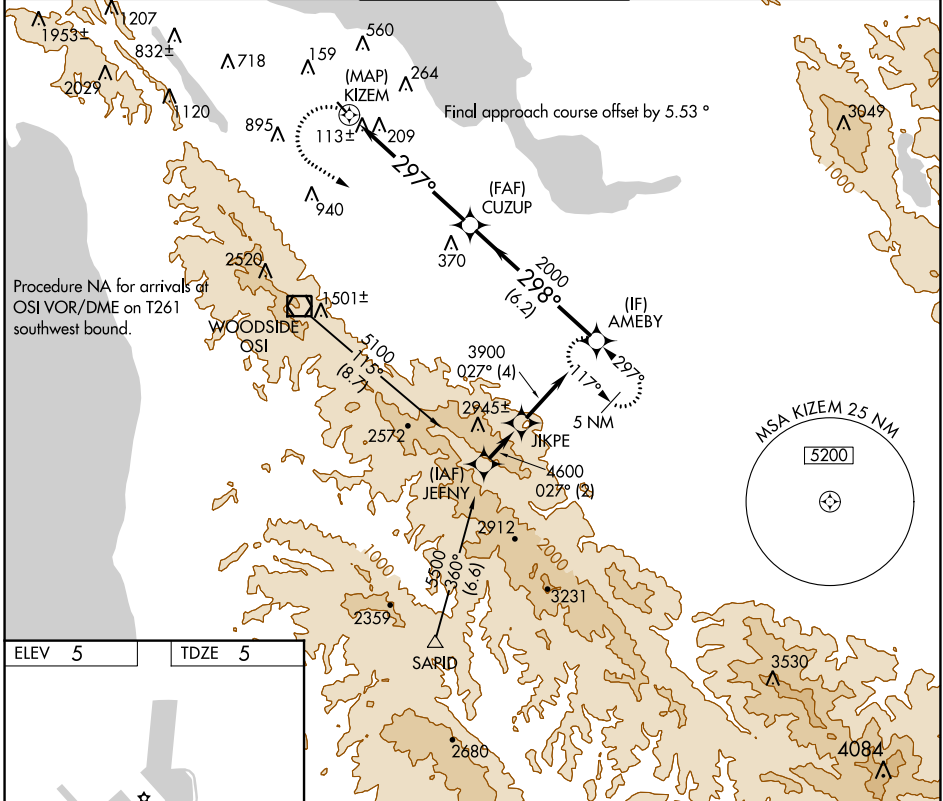 1207
1953±
832±
560
718
159
(MAP)
KIZEM
264
2029
1120
Final approach course offset by 5.53 °
3049
895
113±
209
1000
297°
(FAF)
CUZUP
940
370
2520
2000
298°
(6.2)
Procedure NA for arrivals at
OSI VOR/DME on T261
southwest bound.
1501±
(IF)
AMEBY
WOODSIDE
OSI
5100
115°
(8.7)
3900
027° (4)
297°
117°
5 NM
2945±
2572
JIKPE
MSA KIZEM 25 NM
5200
(IAF)
JEFNY
4600
027° (2)
2912
2000
1000
5500
360°
(6.6)
3231
2359
SAPID
ELEV 5
TDZE 5
3530
2680
4084